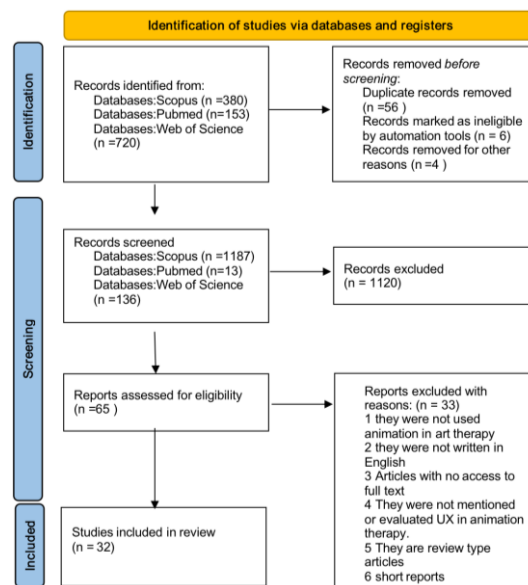 Identification of studies via databases and registers
Identification
Records identified from:
Databases:Scopus (n =380)
Databases:Pubmed (n=153)
Databases:Web of Science
(n =720)
Records removed before
screening:
Duplicate records removed
(n =56 )
Records marked as ineligible
by automation tools (n = 6)
Records removed for other
reasons (n =4 )
Screening
Records screened
Databases:Scopus (n =1187)
Databases:Pubmed (n=13)
Databases:Web of Science
(n =136)
Records excluded
(n = 1120)
Reports assessed for eligibility
(n =65 )
Reports excluded with
reasons: (n = 33)
1 they were not used
animation in art therapy
2 they were not written in
English
3 Articles with no access to
full text
4 They were not mentioned
or evaluated UX in animation
therapy.
5 They are review type
articles
6 short reports
Included
Studies included in review
(n = 32)